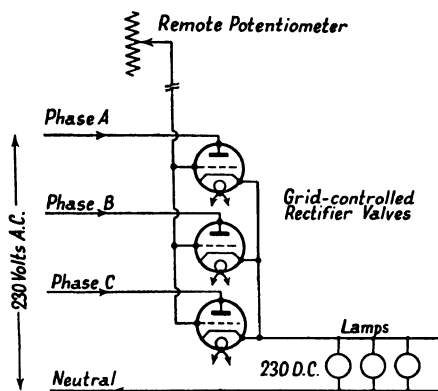 Remote Potentiometer
Phase A
Phase B
Grid-controlled
Rectifier Valves
230 Volts A.C.
Phase C
Lamps
230 D.C.
Neutral